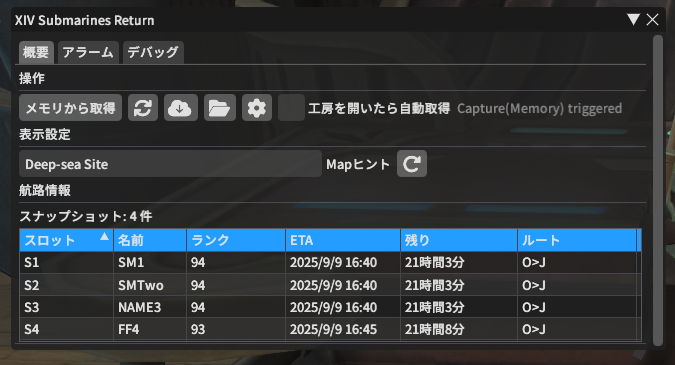 XIV Submarines Return
概要 アラーム デバッグ
操作
メモリから取得 工房を開いたら自動取得 Capture(Memory) triggered
表示設定
Deep-sea Site Mapヒント
航路情報
スナップショット: 4 件
スロット 名前 ランク ETA 残り ルート
S1 SM1 94 2025/9/9 16:40 21時間3分 O>J
S2 SMTwo 94 2025/9/9 16:40 21時間3分 O>J
S3 NAME3 94 2025/9/9 16:40 21時間3分 O>J
S4 FF4 93 2025/9/9 16:45 21時間8分 O>J